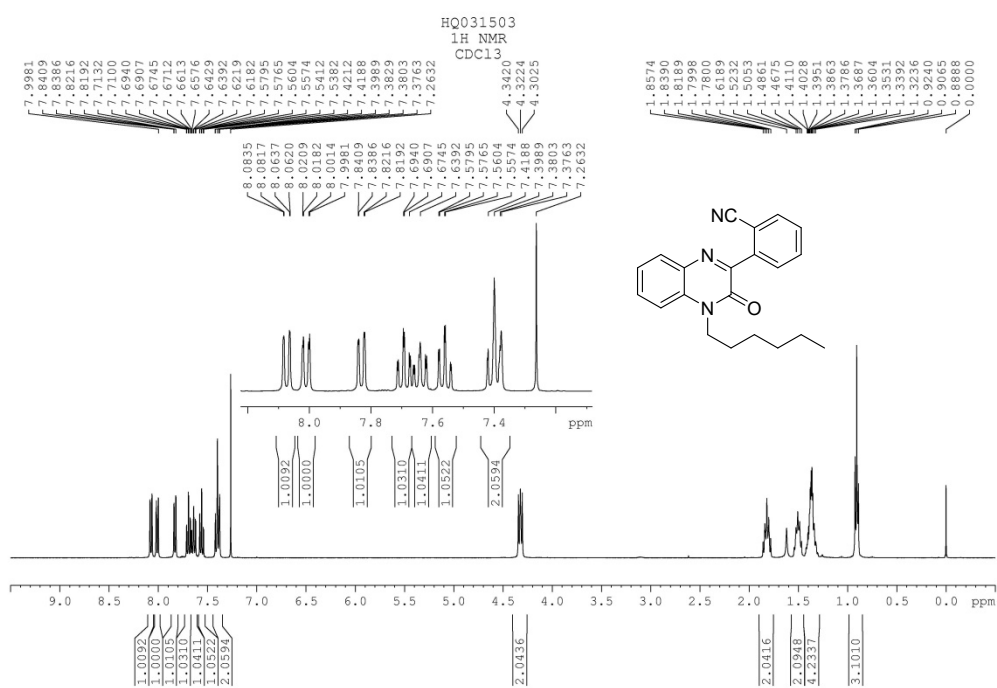 HQ031503
1H NMR
CDCl3
7.9981 7.8409 7.8386 7.8216 7.8192 7.7132 7.7100 7.6940 7.6907 7.6745 7.6712 7.6613 7.6576 7.6429 7.6392 7.6219 7.6182 7.5795 7.5765 7.5604 7.5574 7.5412 7.5382 7.4212 7.4188 7.3989 7.3829 7.3803 7.3763 7.2632
4.3420 4.3224 4.3025
1.8574 1.8390 1.8189 1.7998 1.7800 1.6189 1.5232 1.5053 1.4861 1.4675 1.4110 1.4028 1.3951 1.3863 1.3786 1.3687 1.3604 1.3531 1.3392 1.3236 0.9240 0.9065 0.8888 0.0000
8.0835 8.0817 8.0637 8.0620 8.0209 8.0182 8.0014 7.9981 7.8409 7.8386 7.8216 7.8192 7.6940 7.6907 7.6745 7.6392 7.5795 7.5765 7.5604 7.5574 7.4188 7.3989 7.3803 7.3763 7.2632
NC
N
O
N
8.0 7.8 7.6 7.4 ppm
1.0092 1.0000 1.0105 1.0310 1.0411 1.0522 2.0594
9.0 8.5 8.0 7.5 7.0 6.5 6.0 5.5 5.0 4.5 4.0 3.5 3.0 2.5 2.0 1.5 1.0 0.5 0.0 ppm
1.0092 1.0000 1.0105 1.0310 1.0411 1.0522 2.0594 2.0436 2.0416 2.0948 4.2337 3.1010